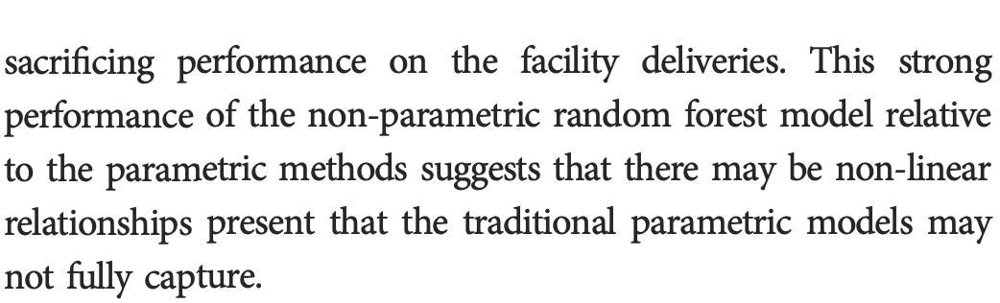 sacrificing performance on the facility deliveries. This strong
performance of the non-parametric random forest model relative
to the parametric methods suggests that there may be non-linear
relationships present that the traditional parametric models may
not fully capture.